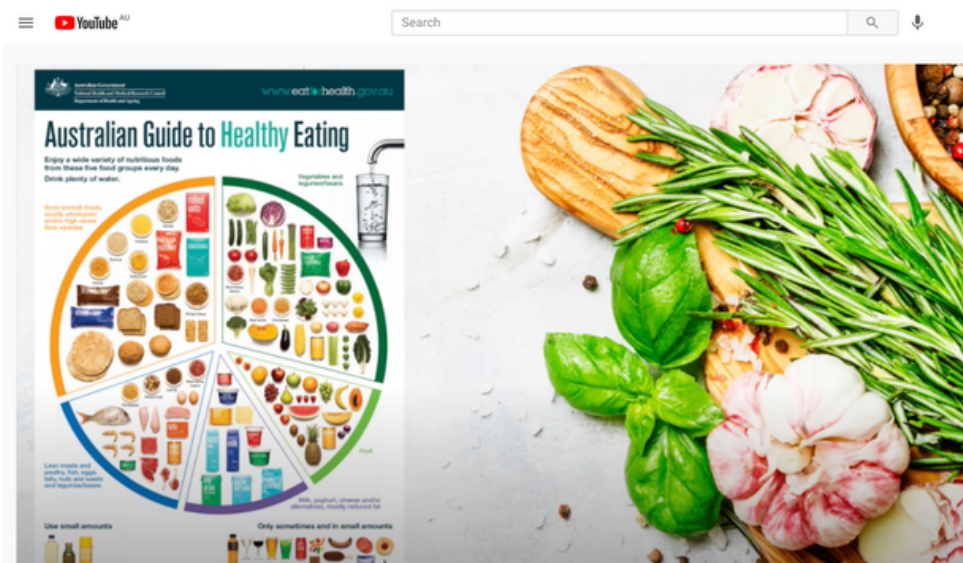 YouTube AU
Search
Australian Government
National Health and Medical Research Council
Department of Health and Ageing
www.eatforhealth.gov.au
Australian Guide to Healthy Eating
Enjoy a wide variety of nutritious foods
from these five food groups every day.
Drink plenty of water.
Grain (cereal) foods,
mostly wholegrain
and/or high cereal
fibre varieties
Vegetables and
legumes/beans
Lean meats and
poultry, fish, eggs,
tofu, nuts and seeds
and legumes/beans
Fruit
Milk, yoghurt, cheese and/or
alternatives, mostly reduced fat
Use small amounts
Only sometimes and in small amounts